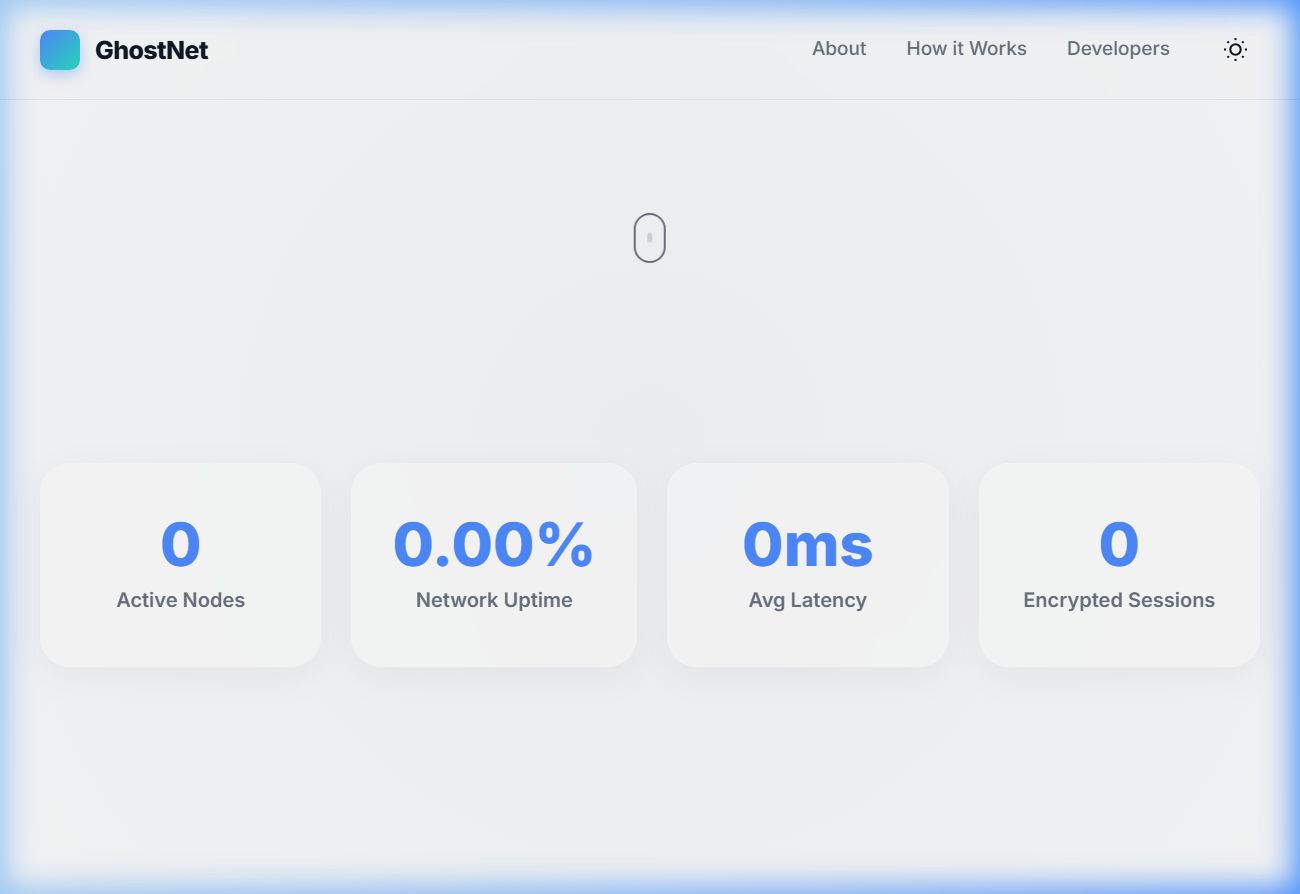 GhostNet
About How it Works Developers
0
Active Nodes
0.00%
Network Uptime
0ms
Avg Latency
0
Encrypted Sessions